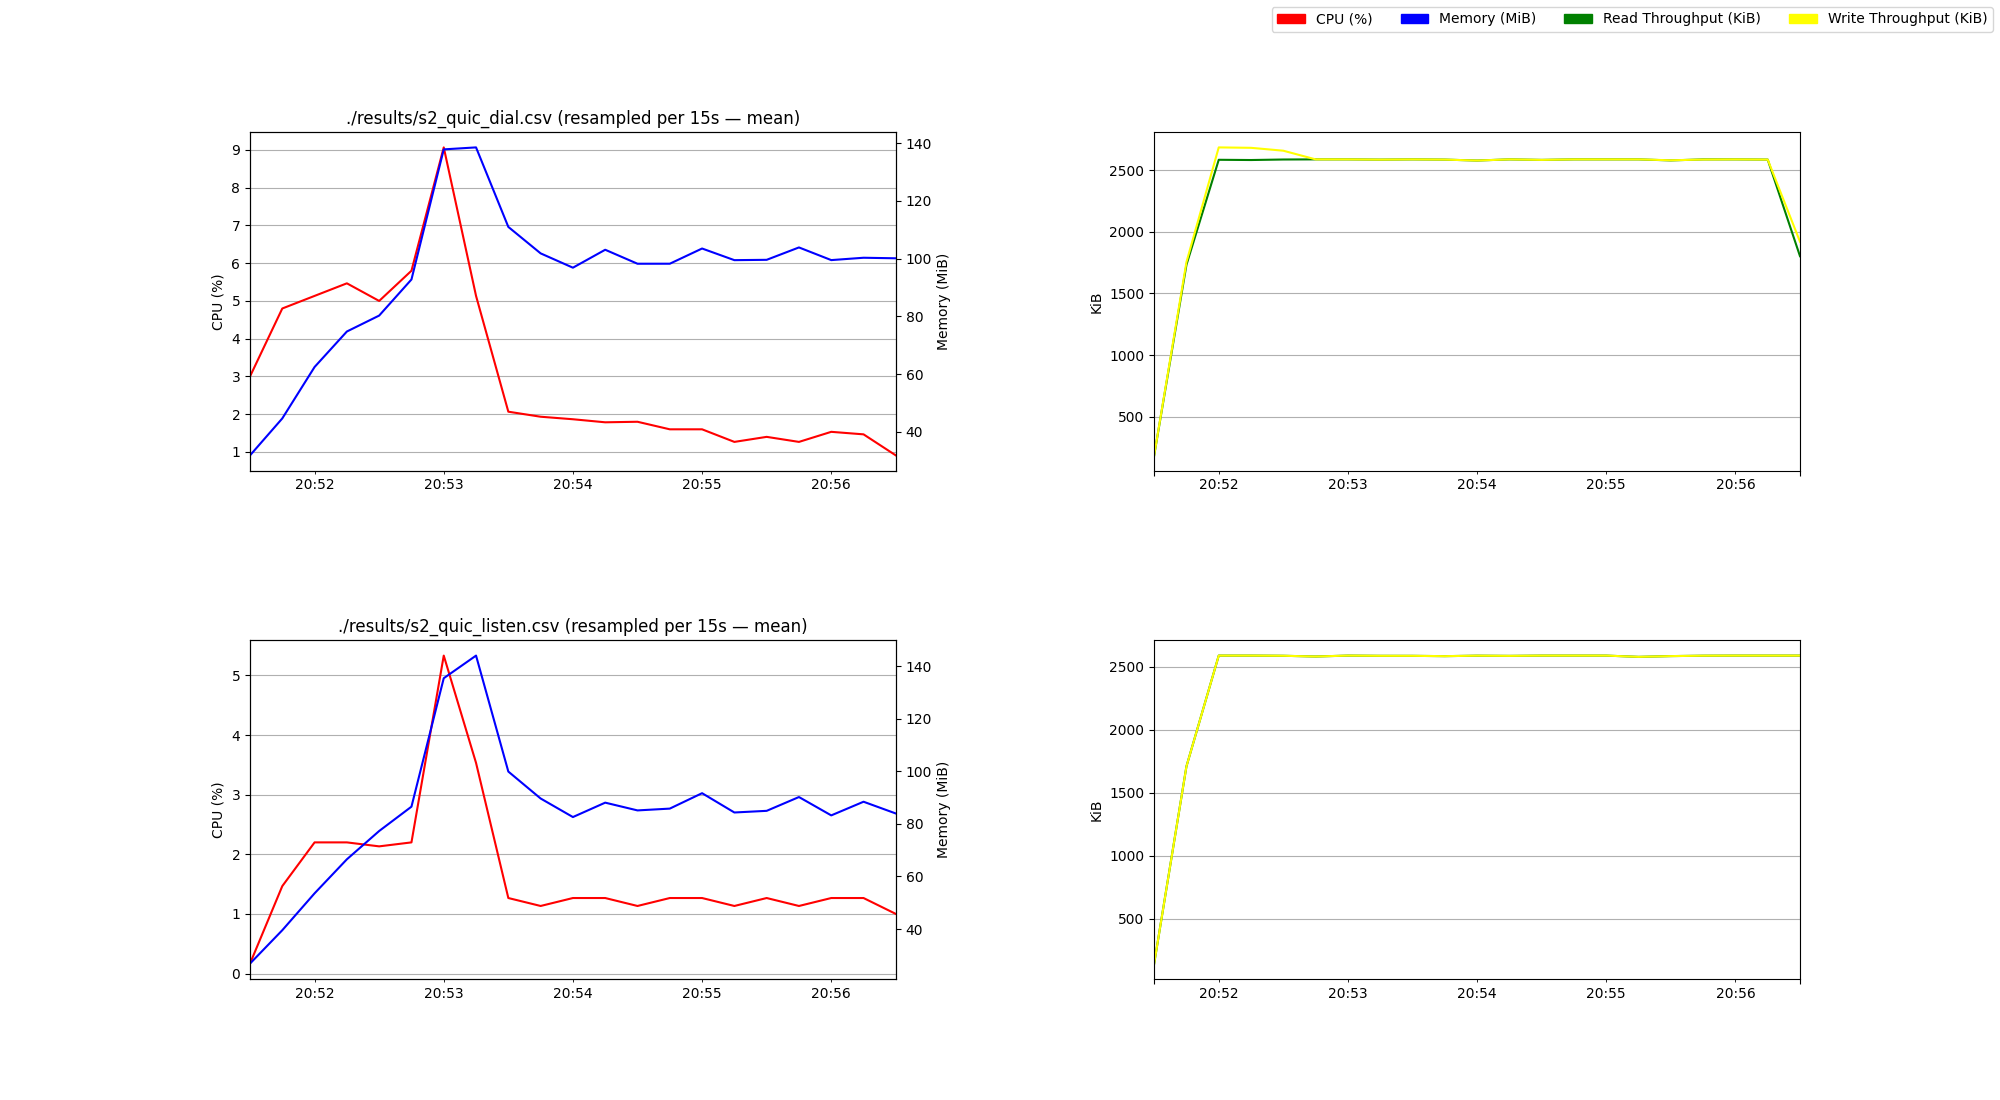 CPU (%) Memory (MiB) Read Throughput (KiB) Write Throughput (KiB)
./results/s2_quic_dial.csv (resampled per 15s — mean)
CPU (%)
9
8
7
6
5
4
3
2
1
140
120
100
80
60
40
Memory (MiB)
20:52 20:53 20:54 20:55 20:56
KiB
2500
2000
1500
1000
500
20:52 20:53 20:54 20:55 20:56
./results/s2_quic_listen.csv (resampled per 15s — mean)
CPU (%)
5
4
3
2
1
0
140
120
100
80
60
40
Memory (MiB)
20:52 20:53 20:54 20:55 20:56
KiB
2500
2000
1500
1000
500
20:52 20:53 20:54 20:55 20:56